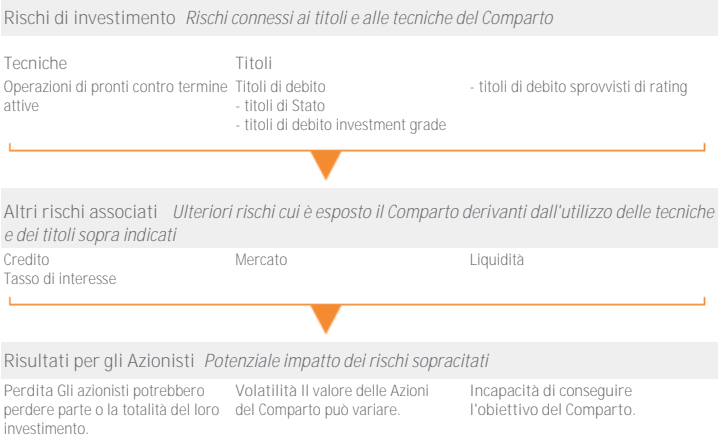 Rischi di investimento Rischi connessi ai titoli e alle tecniche del Comparto
Tecniche
Operazioni di pronti contro termine
attive
Titoli
Titoli di debito
- titoli di Stato
- titoli di debito investment grade
- titoli di debito sprovvisti di rating
Altri rischi associati Ulteriori rischi cui è esposto il Comparto derivanti dall'utilizzo delle tecniche
e dei titoli sopra indicati
Credito
Tasso di interesse
Mercato
Liquidità
Risultati per gli Azionisti Potenziale impatto dei rischi sopracitati
Perdita Gli azionisti potrebbero
perdere parte o la totalità del loro
investimento.
Volatilità Il valore delle Azioni
del Comparto può variare.
Incapacità di conseguire
l'obiettivo del Comparto.